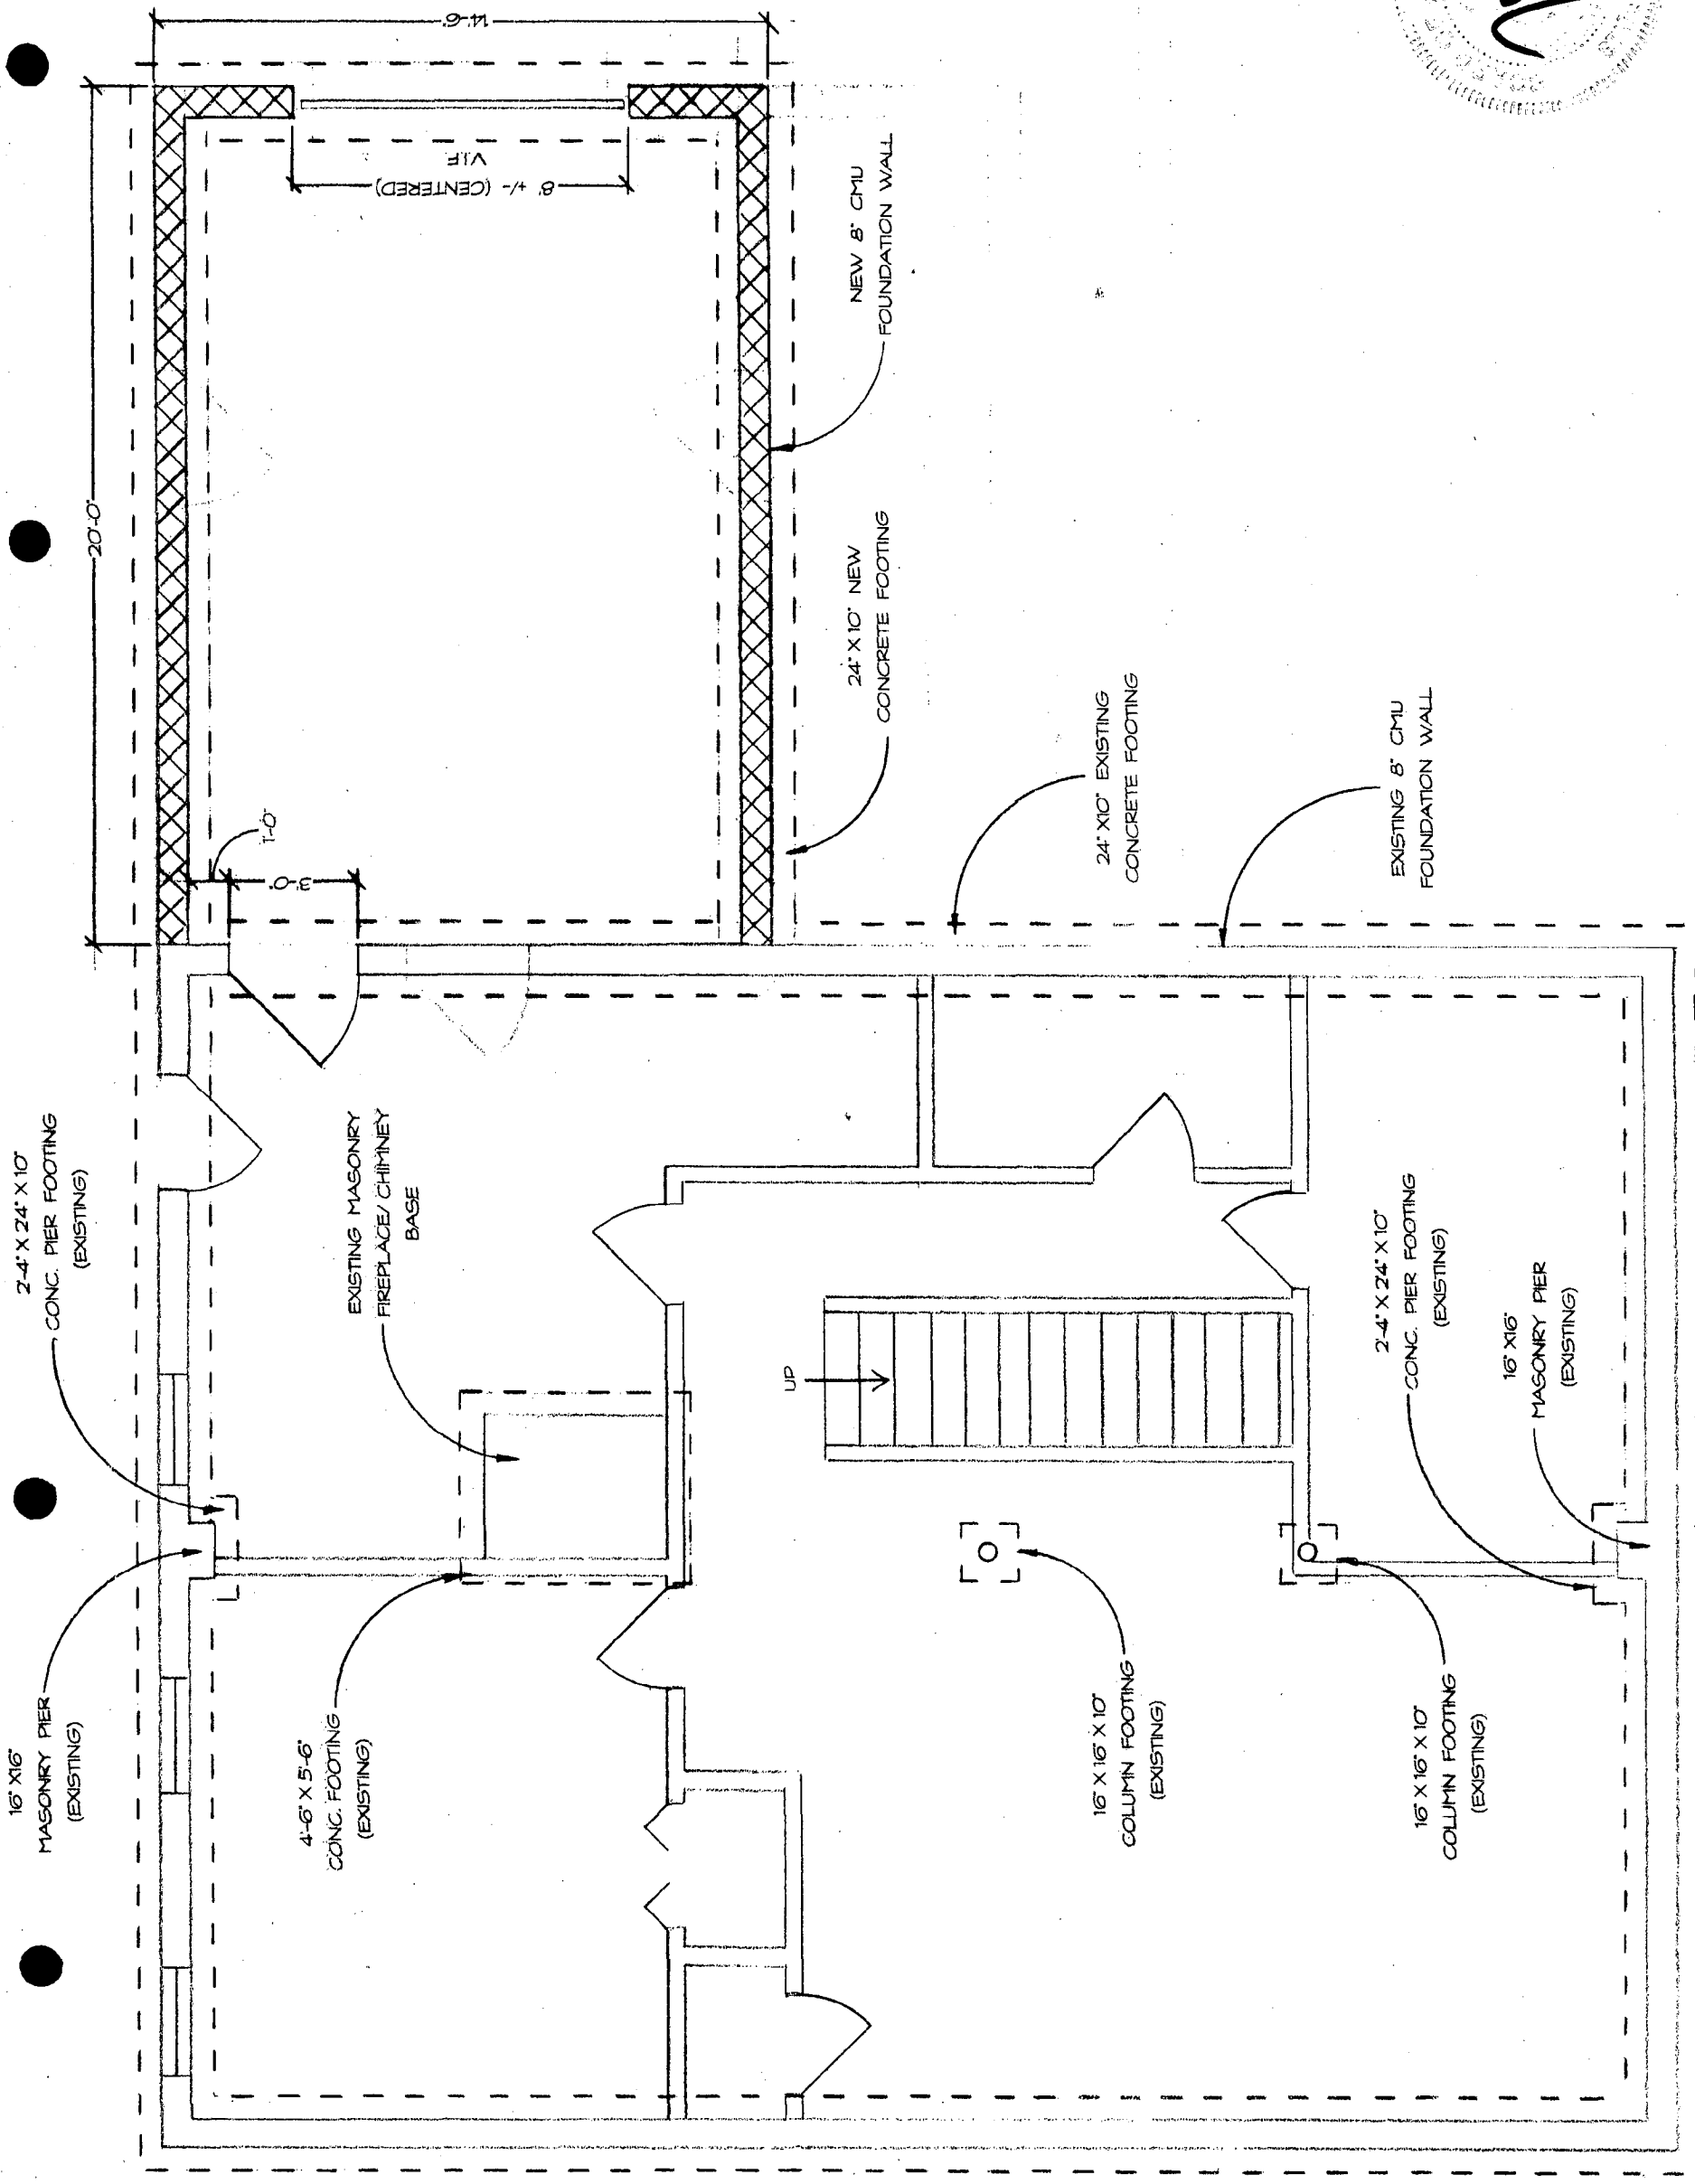 14'-6"
20'-0"
8' +/- (CENTERED)
V.I.F
NEW 8" CMU
FOUNDATION WALL
24" X 10" NEW
CONCRETE FOOTING
1'-0"
3'-0"
24" X10" EXISTING
CONCRETE FOOTING
EXISTING 8" CMU
FOUNDATION WALL
2'-4" X 24" X 10"
CONC. PIER FOOTING
(EXISTING)
EXISTING MASONRY
FIREPLACE/ CHIMNEY
BASE
UP
2'-4" X 24" X 10"
CONC. PIER FOOTING
(EXISTING)
16" X16"
MASONRY PIER
(EXISTING)
16" X16"
MASONRY PIER
(EXISTING)
4'-6" X 5'-6"
CONC. FOOTING
(EXISTING)
16" X 16" X 10"
COLUMN FOOTING
(EXISTING)
16" X 16" X 10"
COLUMN FOOTING
(EXISTING)